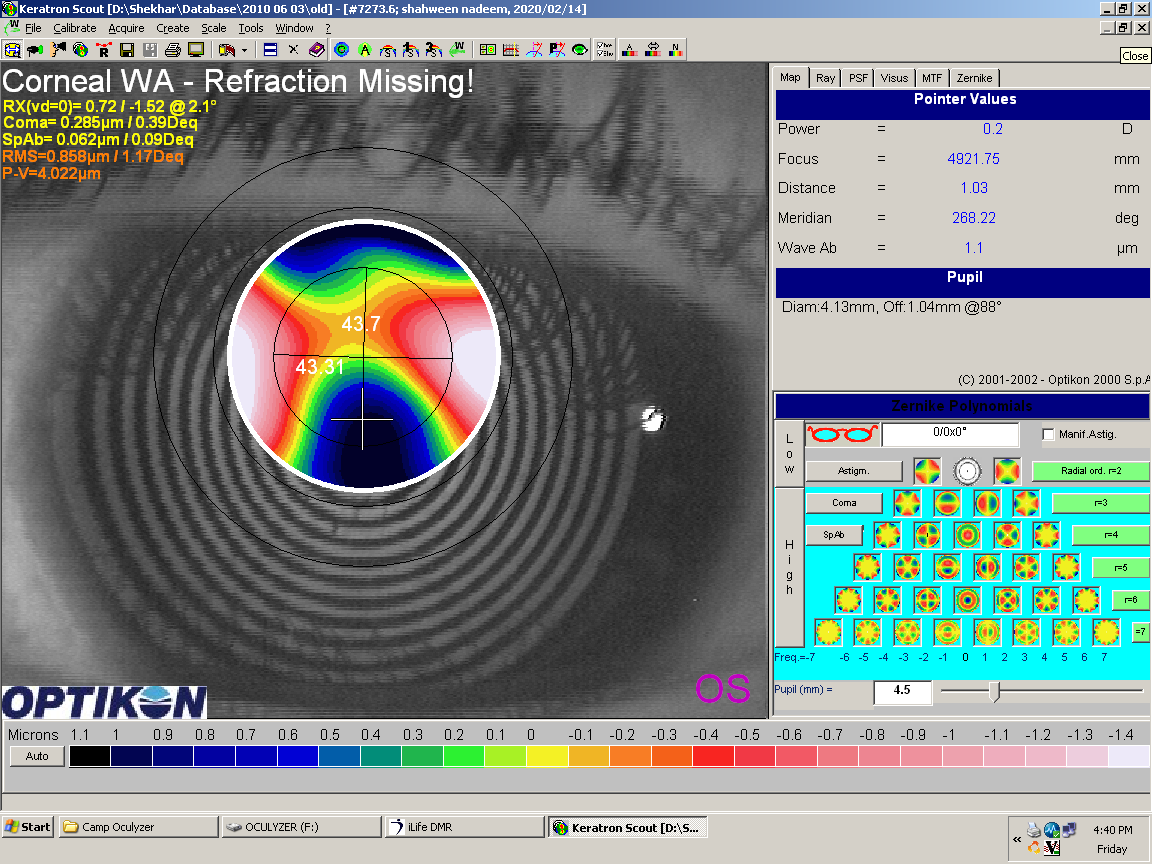 Keratron Scout [D:\Shekhar\Database\2010 06 03\old] - [#7273.6; shahween nadeem, 2020/02/14]
File Calibrate Acquire Create Scale Tools Window ?
Close
Corneal WA - Refraction Missing!
RX(vd=0)= 0.72 / -1.52 @ 2.1°
Coma= 0.285µm / 0.39Deq
SpAb= 0.062µm / 0.09Deq
RMS=0.858µm / 1.17Deq
P-V=4.022µm
43.7
43.31
OS
OPTIKON
Map Ray PSF Visus MTF Zernike
Pointer Values
Power = 0.2 D
Focus = 4921.75 mm
Distance = 1.03 mm
Meridian = 268.22 deg
Wave Ab = 1.1 µm
Pupil
Diam:4.13mm, Off:1.04mm @88°
(C) 2001-2002 - Optikon 2000 S.p.A
Zernike Polynomials
Low
0/0x0°
Manif.Astig.
Astigm.
Radial ord. r=2
High
Coma
r=3
SpAb
r=4
r=5
r=6
=7
Freq.=-7 -6 -5 -4 -3 -2 -1 0 1 2 3 4 5 6 7
Pupil (mm) = 4.5
Microns 1.1 1 0.9 0.8 0.7 0.6 0.5 0.4 0.3 0.2 0.1 0 -0.1 -0.2 -0.3 -0.4 -0.5 -0.6 -0.7 -0.8 -0.9 -1 -1.1 -1.2 -1.3 -1.4
Auto
Start Camp Oculyzer OCULYZER (F:) iLife DMR Keratron Scout [D:\S...
4:40 PM
Friday